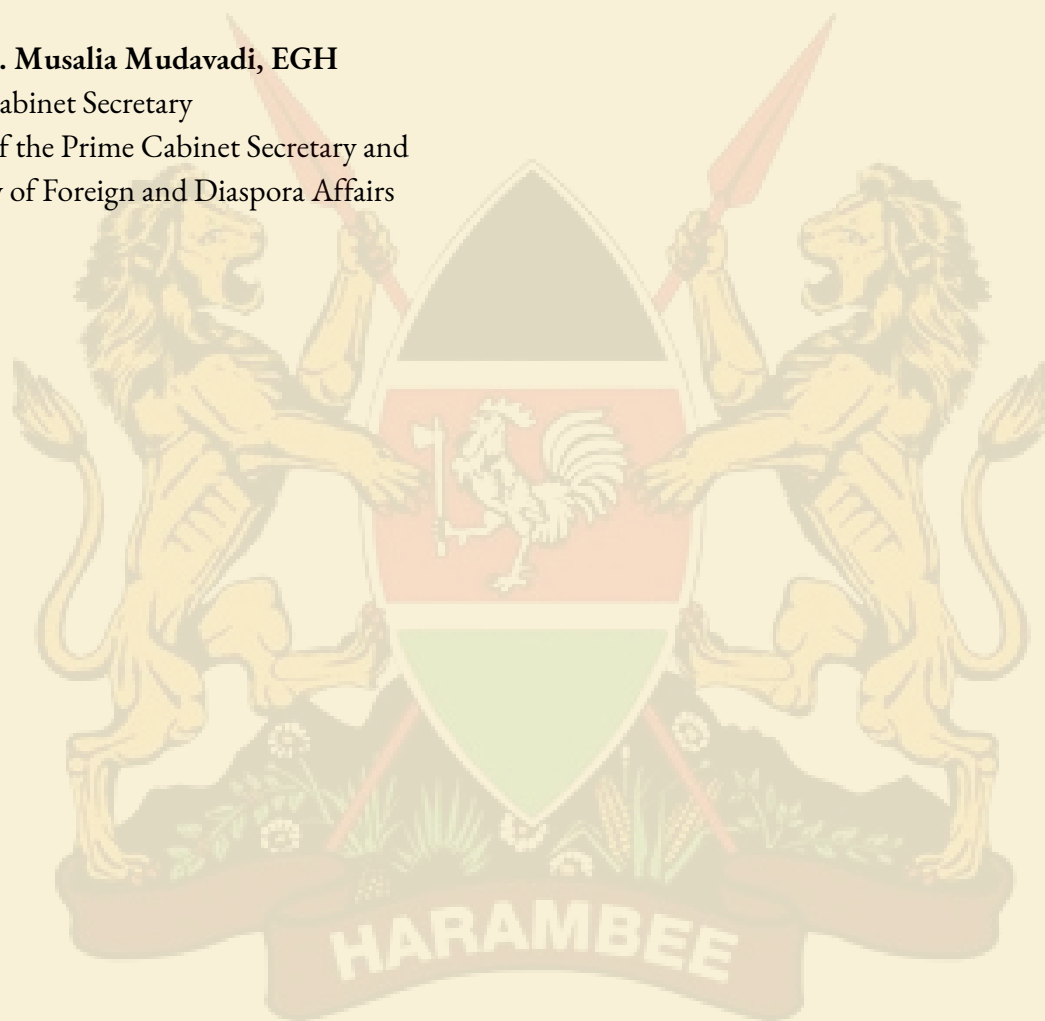 . Musalia Mudavadi, EGH
abinet Secretary
f the Prime Cabinet Secretary and
of Foreign and Diaspora Affairs
HARAMBEE